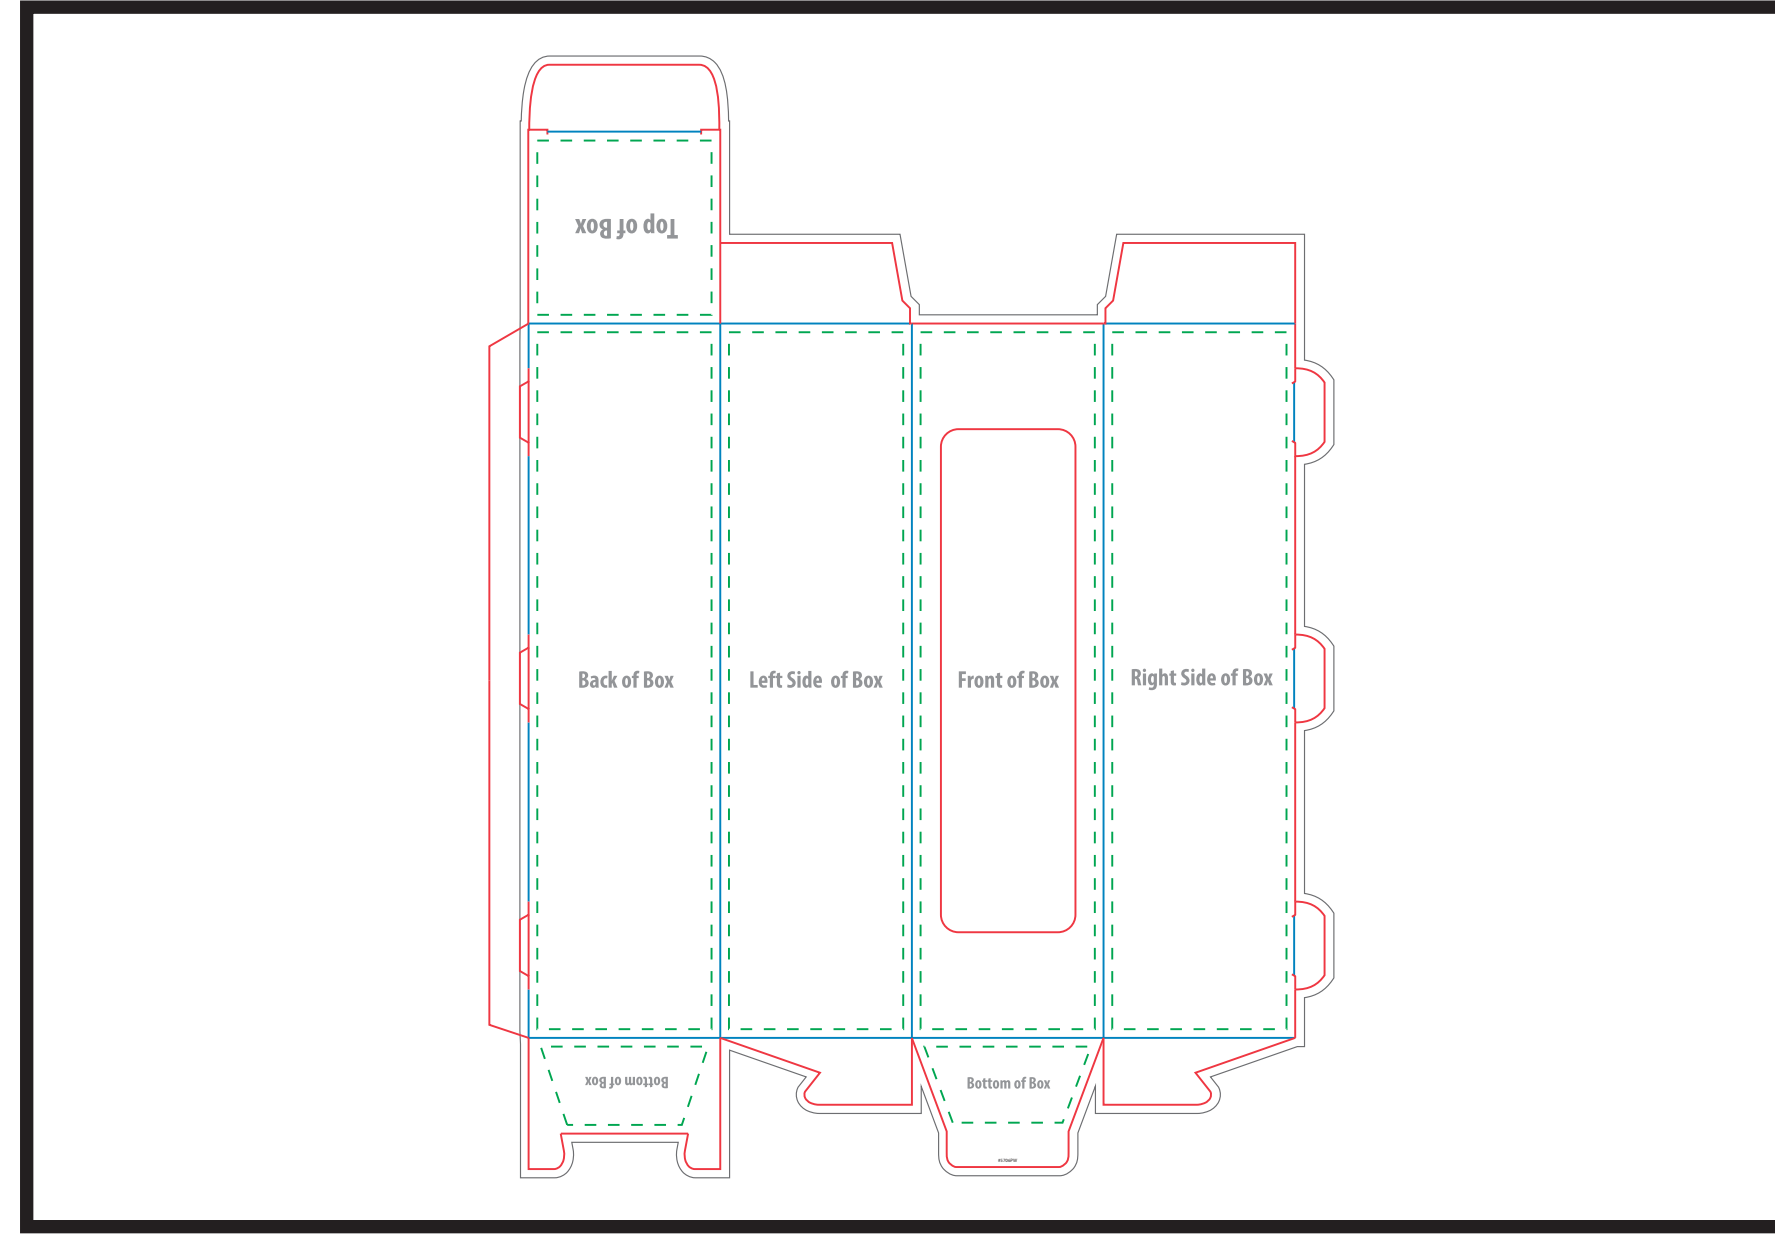 Top of Box
Back of Box
Left Side of Box
Front of Box
Right Side of Box
Bottom of Box
Bottom of Box